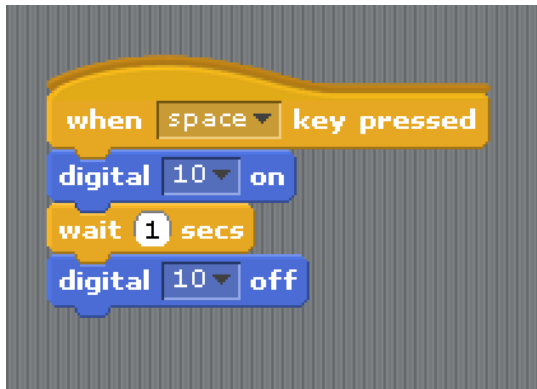 when space key pressed
digital 10 on
wait 1 secs
digital 10 off